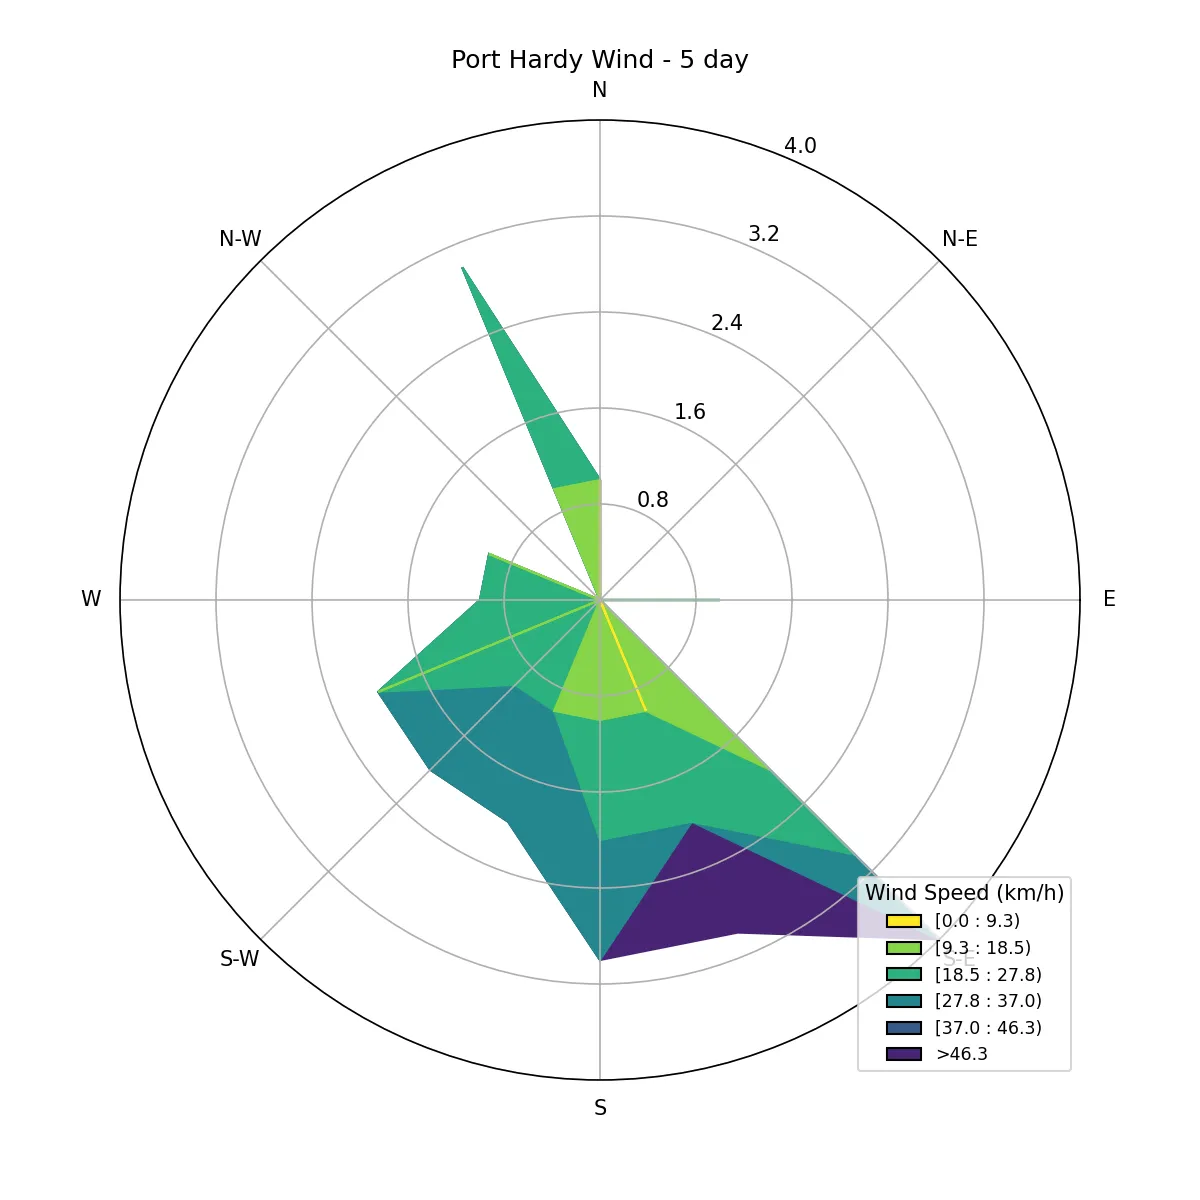 Port Hardy Wind - 5 day
N
4.0
N-W
N-E
3.2
2.4
1.6
0.8
W
E
S-W
S-E
S
Wind Speed (km/h)
[0.0 : 9.3)
[9.3 : 18.5)
[18.5 : 27.8)
[27.8 : 37.0)
[37.0 : 46.3)
>46.3